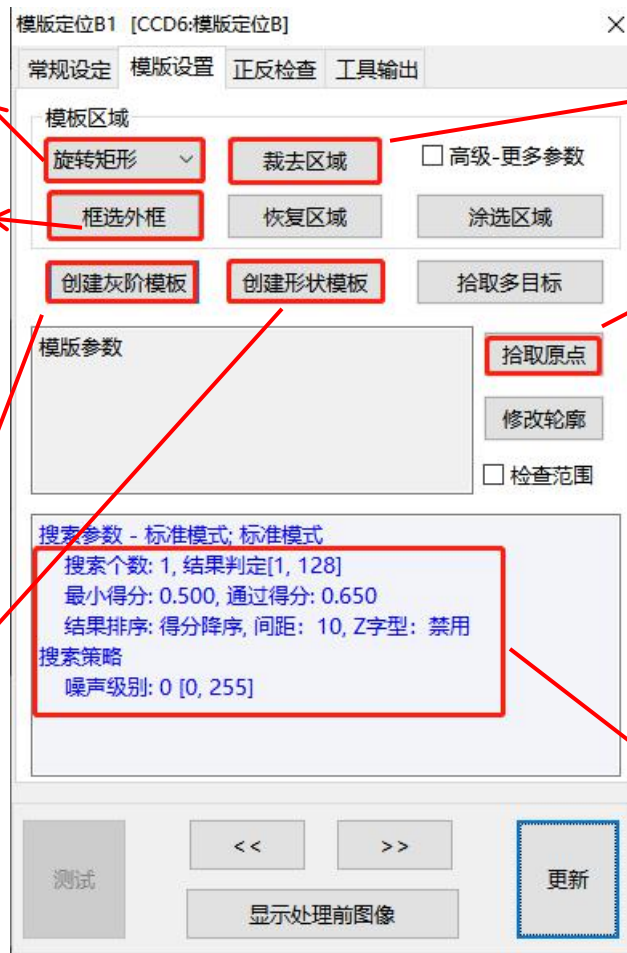 模版定位B1 [CCD6:模版定位B]
常规设定 模版设置 正反检查 工具输出
模板区域
旋转矩形 裁去区域 高级-更多参数
框选外框 恢复区域 涂选区域
创建灰阶模板 创建形状模板 拾取多目标
模版参数
拾取原点
修改轮廓
检查范围
搜索参数 - 标准模式; 标准模式
搜索个数: 1, 结果判定[1, 128]
最小得分: 0.500, 通过得分: 0.650
结果排序: 得分降序, 间距: 10, Z字型: 禁用
搜索策略
噪声级别: 0 [0, 255]
<< >>
测试 更新
显示处理前图像